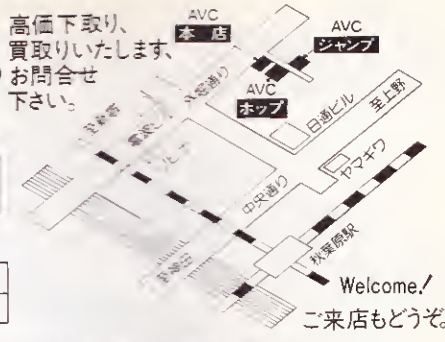 高価下取り、
買取りいたします、
お問合せ
下さい。
AVC
本店
AVC
ジャンプ
AVC
ホップ
日通ビル
至上野
ヤマギワ
中央通り
秋葉原駅
Welcome!
ご来店もどうぞ。